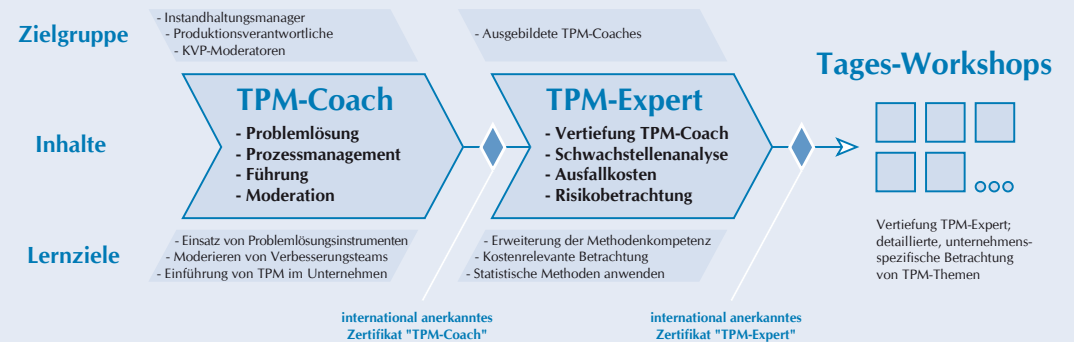 Zielgruppe
- Instandhaltungsmanager
- Produktionsverantwortliche
- KVP-Moderatoren
- Ausgebildete TPM-Coaches
Tages-Workshops
Inhalte
TPM-Coach
- Problemlösung
- Prozessmanagement
- Führung
- Moderation
TPM-Expert
- Vertiefung TPM-Coach
- Schwachstellenanalyse
- Ausfallkosten
- Risikobetrachtung
Lernziele
- Einsatz von Problemlösungsinstrumenten
- Moderieren von Verbesserungsteams
- Einführung von TPM im Unternehmen
- Erweiterung der Methodenkompetenz
- Kostenrelevante Betrachtung
- Statistische Methoden anwenden
Vertiefung TPM-Expert;
detaillierte, unternehmens-
spezifische Betrachtung
von TPM-Themen
international anerkanntes
Zertifikat "TPM-Coach"
international anerkanntes
Zertifikat "TPM-Expert"